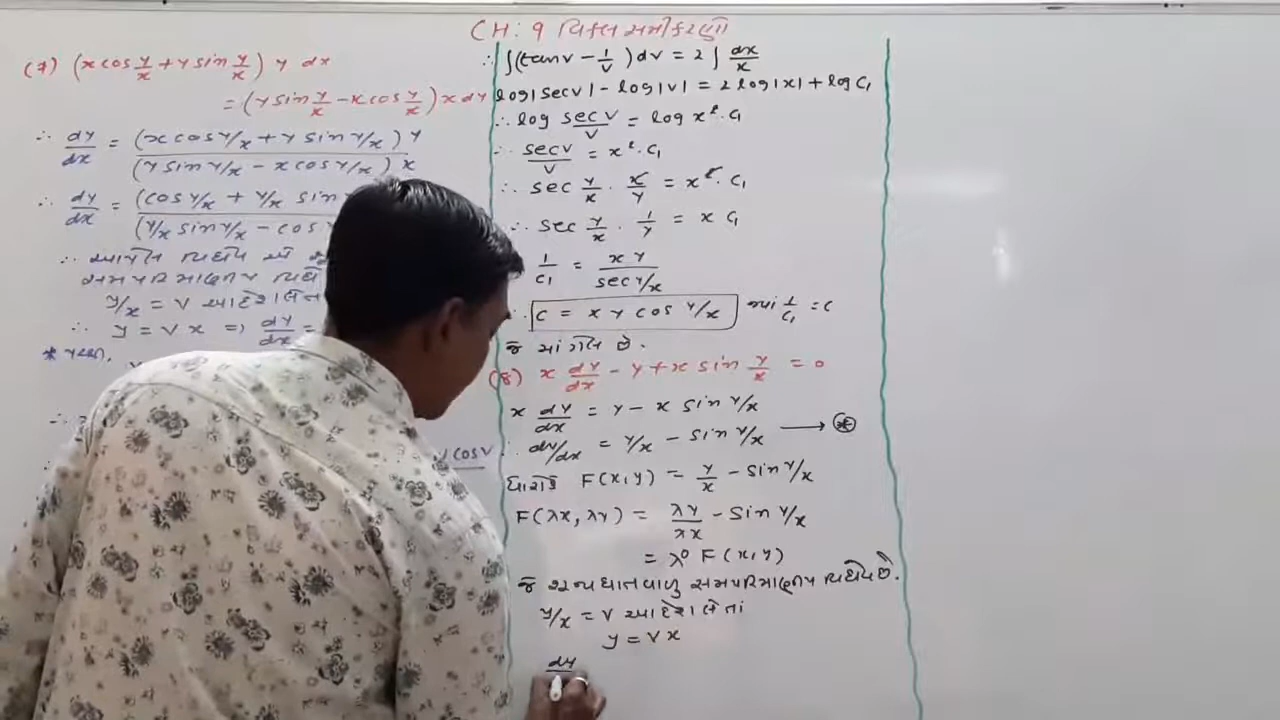 CH: 9 વિકલ સમીકરણો
(7) (x cos y/x + y sin y/x) y dx
= (y sin y/x - x cos y/x) x dy
∴ dy/dx = (x cos y/x + y sin y/x) y / (y sin y/x - x cos y/x) x
∴ dy/dx = (cos y/x + y/x sin / (y/x sin y/x - cos
∴
y/x = v આદેશ લેતાં
∴ y = v x => dy/dx =
v cos v
∴ ∫(tan v - 1/v) dv = 2 ∫ dx/x
log|sec v| - log|v| = 2 log|x| + log c₁
∴ log sec v/v = log x² · c₁
∴ sec v/v = x² · c₁
∴ sec y/x · x/y = x² · c₁
∴ sec y/x · 1/y = x c₁
1/c₁ = xy / sec y/x
∴ c = x y cos y/x જ્યાં 1/c₁ = c
જે માંગેલ છે.
(8) x dy/dx - y + x sin y/x = 0
x dy/dx = y - x sin y/x
∴ dy/dx = y/x - sin y/x ⟶ ⊛
ધારોકે F(x,y) = y/x - sin y/x
F(λx, λy) = λy/λx - sin y/x
= λ⁰ F(x,y)
જે શૂન્ય ઘાતવાળુ સમપરિમાણીય વિધેય છે.
y/x = v આદેશ લેતાં
y = v x
dy